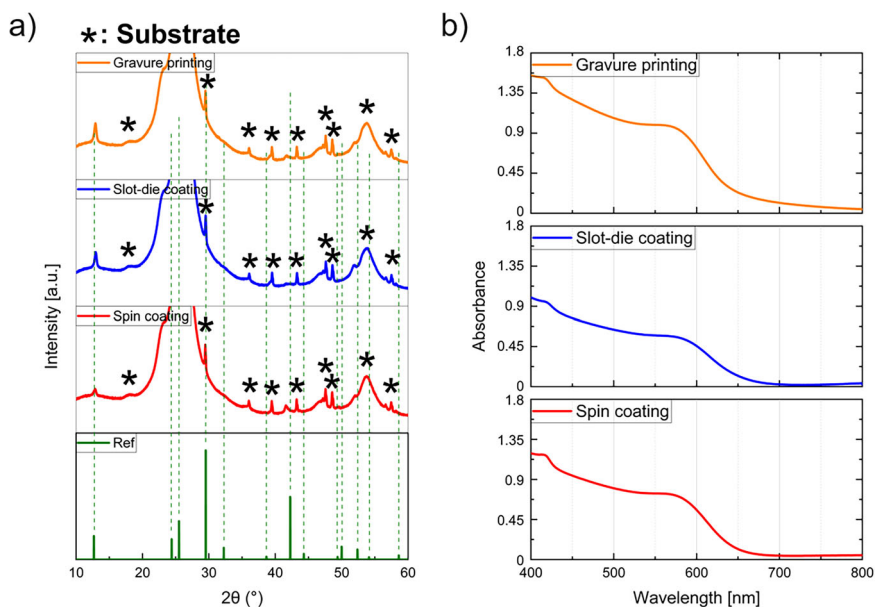 a)
*: Substrate
Gravure printing
* * * * * * * *
Slot-die coating
* * * * * * * * *
Spin coating
* * * * * * * * *
Ref
Intensity [a.u.]
10 20 30 40 50 60
2θ (°)
b)
1.8
1.35
0.9
0.45
0
Gravure printing
1.8
1.35
0.9
0.45
0
Slot-die coating
1.8
1.35
0.9
0.45
0
Spin coating
Absorbance
400 500 600 700 800
Wavelength [nm]